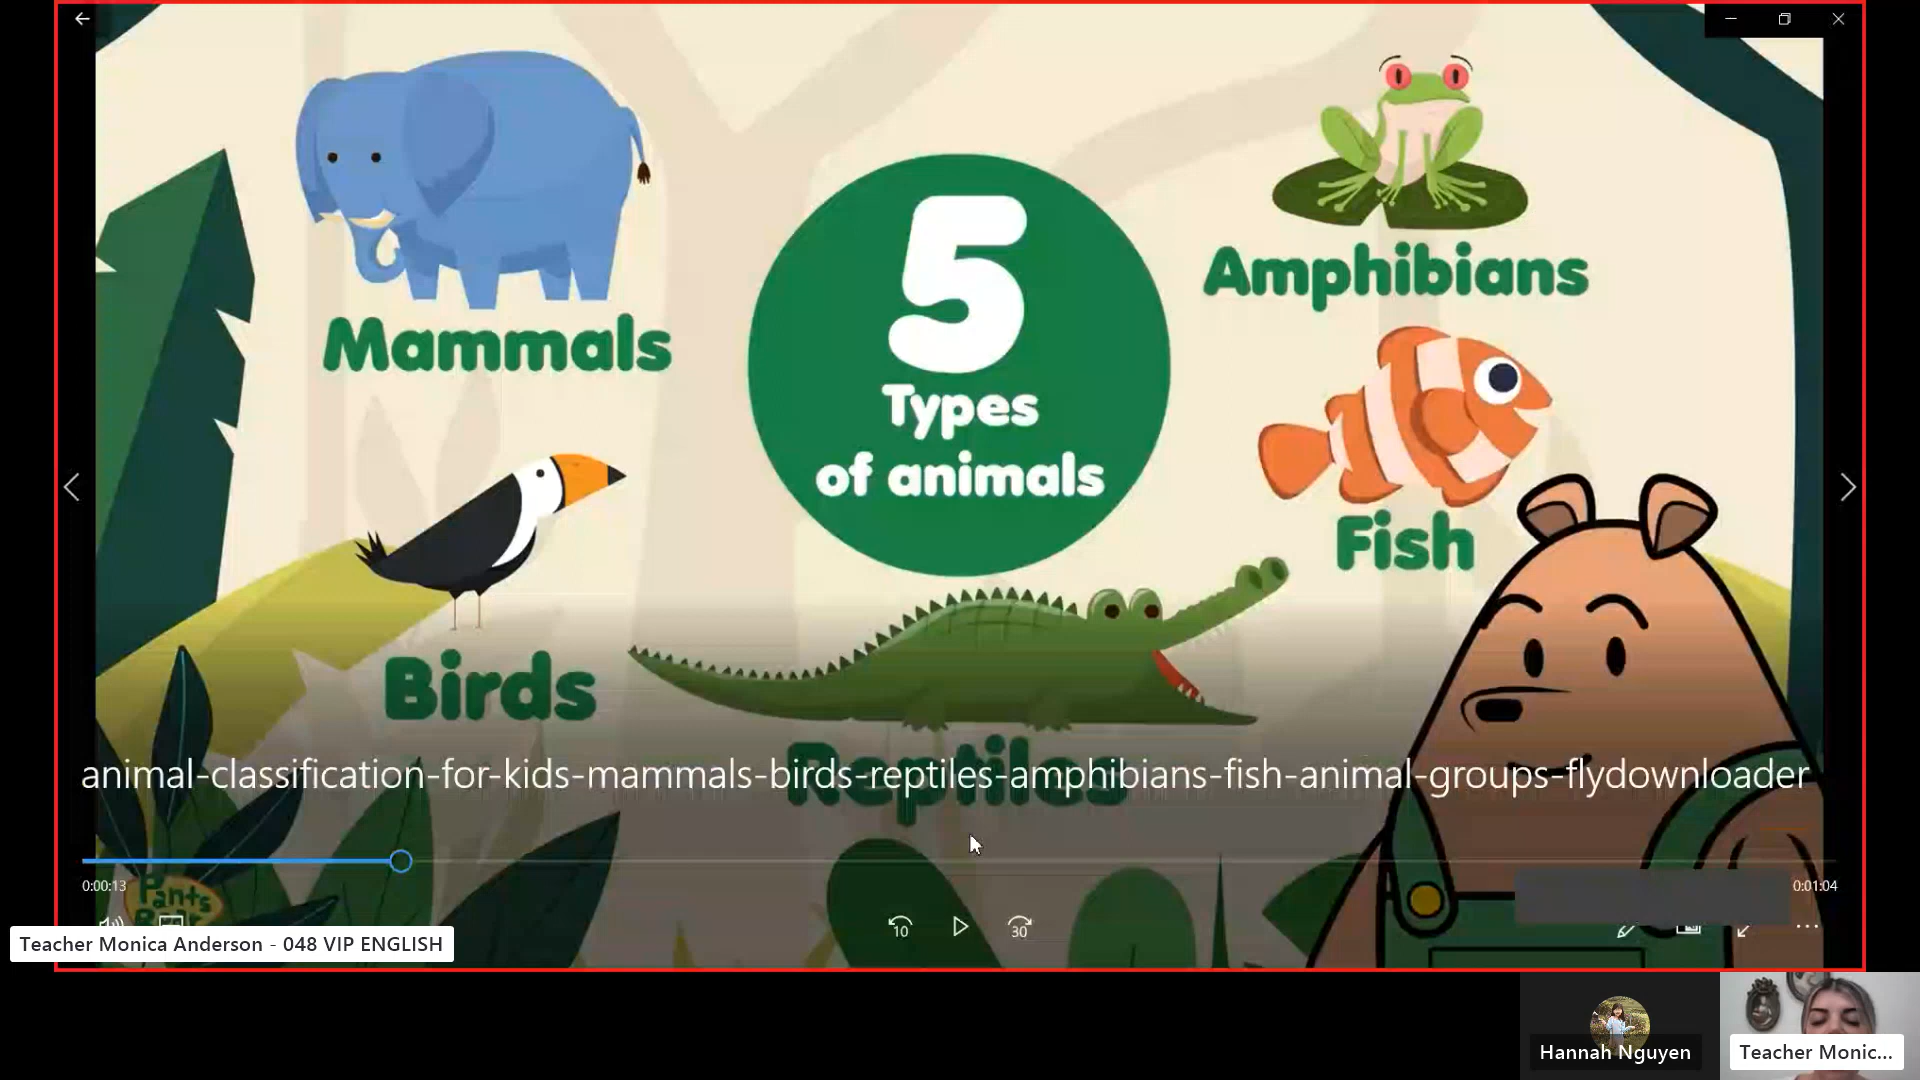 Mammals
5
Types
of animals
Amphibians
Fish
Birds
Reptiles
animal-classification-for-kids-mammals-birds-reptiles-amphibians-fish-animal-groups-flydownloader
0:00:13
0:01:04
Pants
Bear
10
30
Teacher Monica Anderson - 048 VIP ENGLISH
Hannah Nguyen
Teacher Monic...